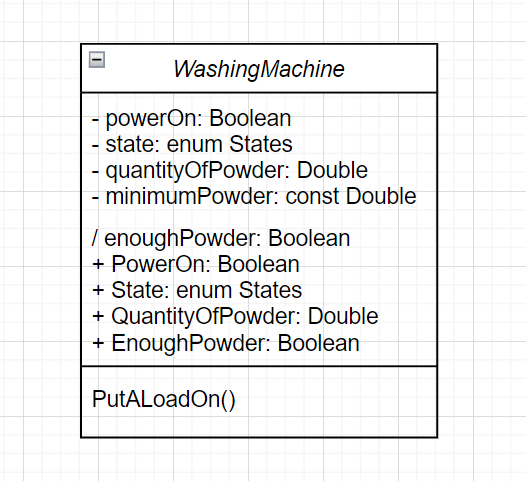 WashingMachine
- powerOn: Boolean
- state: enum States
- quantityOfPowder: Double
- minimumPowder: const Double
/ enoughPowder: Boolean
+ PowerOn: Boolean
+ State: enum States
+ QuantityOfPowder: Double
+ EnoughPowder: Boolean
PutALoadOn()